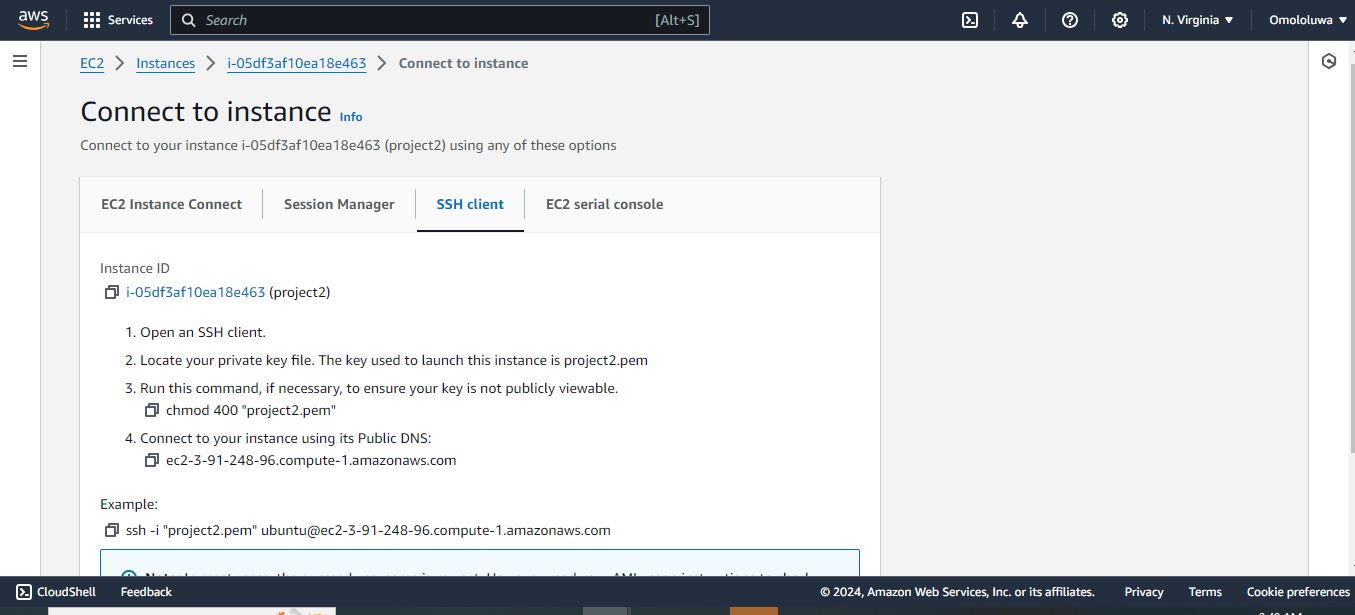 aws
Services
Search
[Alt+S]
N. Virginia
Omololuwa
EC2
Instances
i-05df3af10ea18e463
Connect to instance
Connect to instance Info
Connect to your instance i-05df3af10ea18e463 (project2) using any of these options
EC2 Instance Connect
Session Manager
SSH client
EC2 serial console
Instance ID
i-05df3af10ea18e463 (project2)
1. Open an SSH client.
2. Locate your private key file. The key used to launch this instance is project2.pem
3. Run this command, if necessary, to ensure your key is not publicly viewable.
chmod 400 "project2.pem"
4. Connect to your instance using its Public DNS:
ec2-3-91-248-96.compute-1.amazonaws.com
Example:
ssh -i "project2.pem" ubuntu@ec2-3-91-248-96.compute-1.amazonaws.com
CloudShell
Feedback
© 2024, Amazon Web Services, Inc. or its affiliates.
Privacy
Terms
Cookie preferences